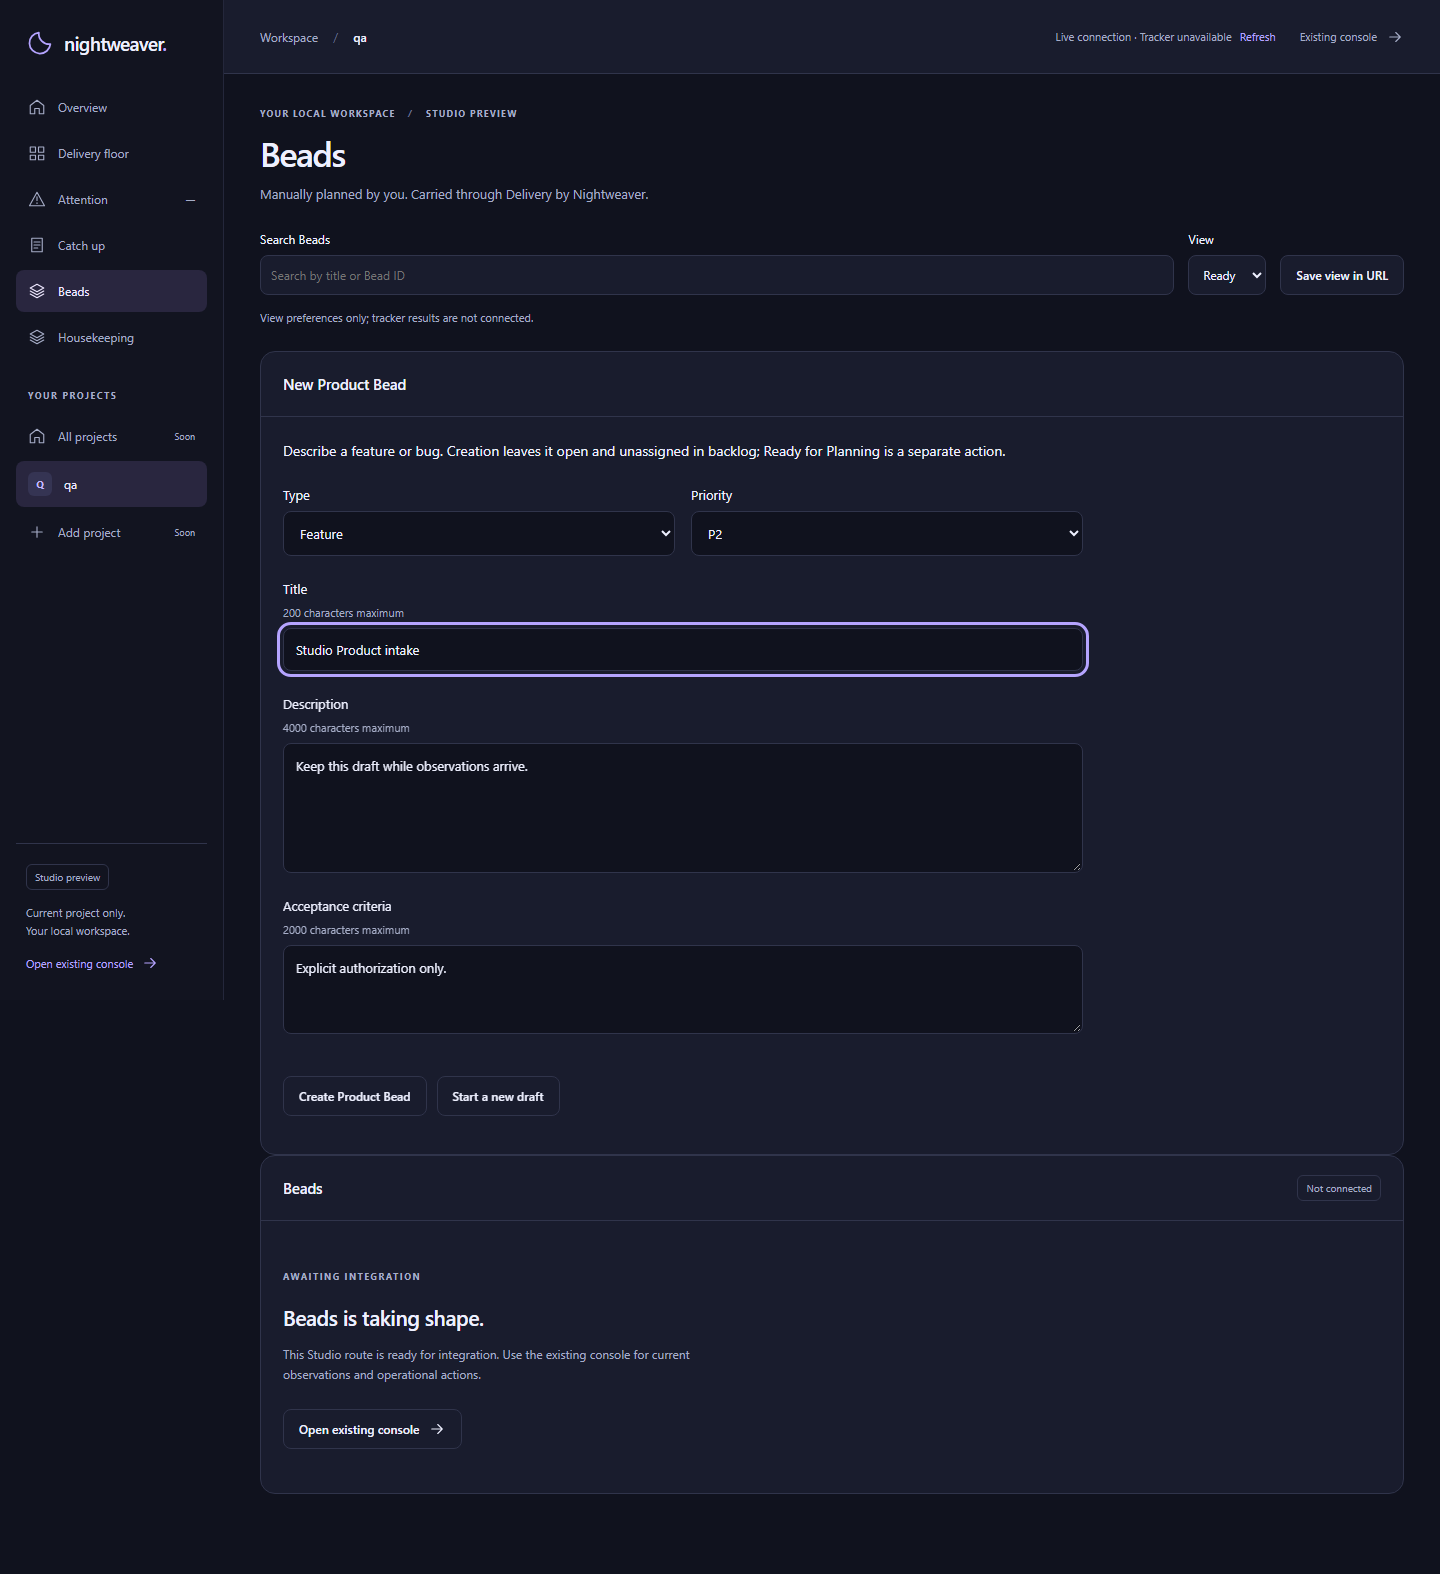 nightweaver.
Overview
Delivery floor
Attention —
Catch up
Beads
Housekeeping
YOUR PROJECTS
All projects Soon
Q qa
Add project Soon
Studio preview
Current project only.
Your local workspace.
Open existing console
Workspace / qa
Live connection · Tracker unavailable Refresh Existing console
YOUR LOCAL WORKSPACE / STUDIO PREVIEW
Beads
Manually planned by you. Carried through Delivery by Nightweaver.
Search Beads View
Search by title or Bead ID Ready Save view in URL
View preferences only; tracker results are not connected.
New Product Bead
Describe a feature or bug. Creation leaves it open and unassigned in backlog; Ready for Planning is a separate action.
Type Priority
Feature P2
Title
200 characters maximum
Studio Product intake
Description
4000 characters maximum
Keep this draft while observations arrive.
Acceptance criteria
2000 characters maximum
Explicit authorization only.
Create Product Bead Start a new draft
Beads Not connected
AWAITING INTEGRATION
Beads is taking shape.
This Studio route is ready for integration. Use the existing console for current
observations and operational actions.
Open existing console